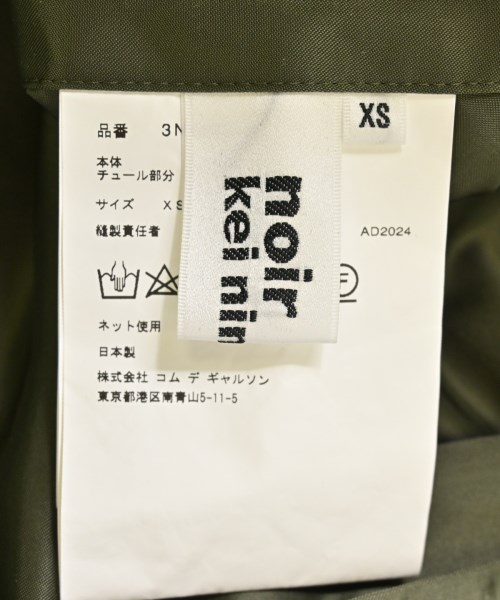 XS
品番 3N
本体
チュール部分
サイズ XS
縫製責任者
AD2024
noir
kei nin
ネット使用
日本製
株式会社 コム デ ギャルソン
東京都港区南青山5-11-5